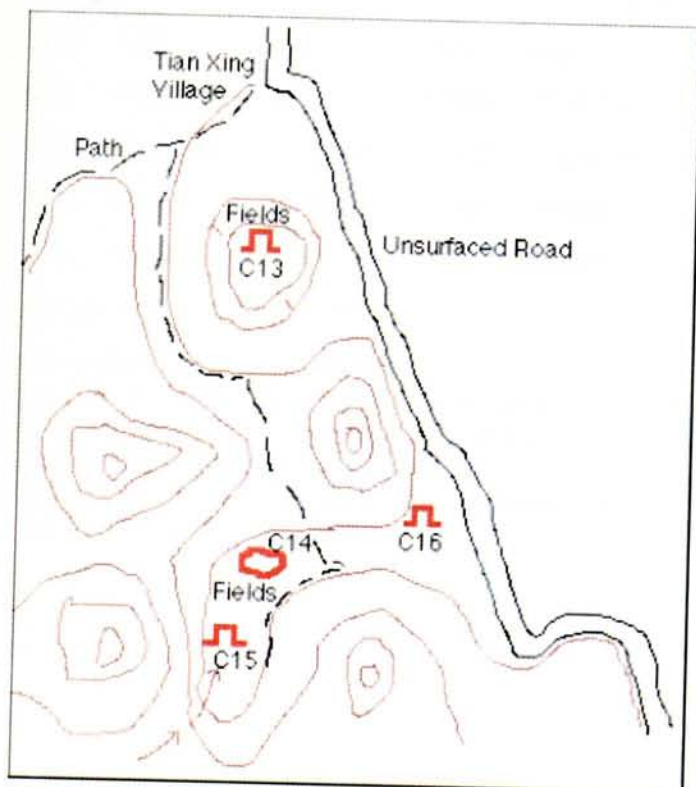 Tian Xing
Village
Path
Fields
C13
Unsurfaced Road
C14
C16
Fields
C15